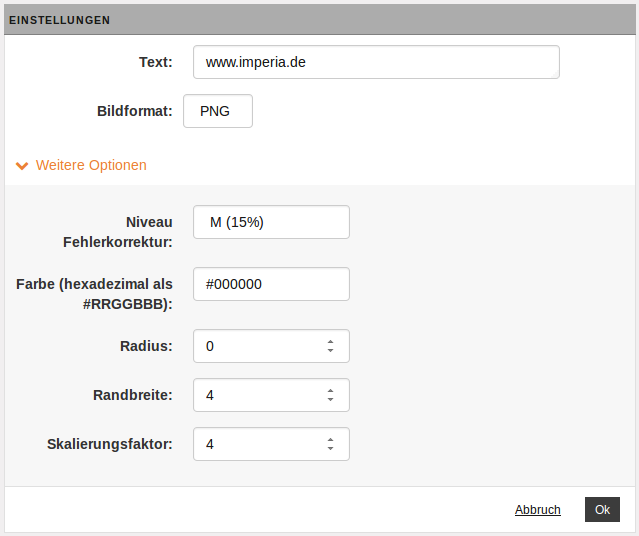 EINSTELLUNGEN
Text: www.imperia.de
Bildformat: PNG
Weitere Optionen
Niveau
Fehlerkorrektur: M (15%)
Farbe (hexadezimal als
#RRGGBBB): #000000
Radius: 0
Randbreite: 4
Skalierungsfaktor: 4
Abbruch Ok